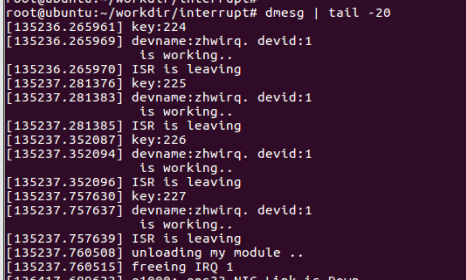 root@ubuntu:~/workdir/interrupt#
root@ubuntu:~/workdir/interrupt# dmesg | tail -20
[135236.265961] key:224
[135236.265969] devname:zhwirq. devid:1
is working..
[135236.265970] ISR is leaving
[135237.281376] key:225
[135237.281383] devname:zhwirq. devid:1
is working..
[135237.281385] ISR is leaving
[135237.352087] key:226
[135237.352094] devname:zhwirq. devid:1
is working..
[135237.352096] ISR is leaving
[135237.757630] key:227
[135237.757637] devname:zhwirq. devid:1
is working..
[135237.757639] ISR is leaving
[135237.760508] unloading my module ..
[135237.760515] freeing IRQ 1
[136417.689633] e1000: ens33 NIC Link is Down